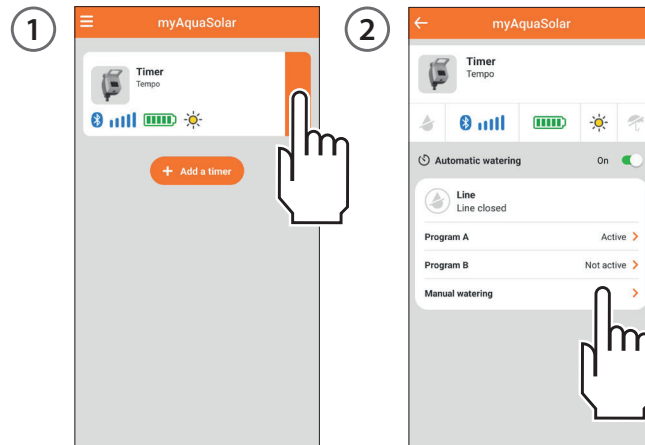 1
myAquaSolar
Timer
Tempo
+ Add a timer
2
myAquaSolar
Timer
Tempo
Automatic watering On
Line
Line closed
Program A Active
Program B Not active
Manual watering